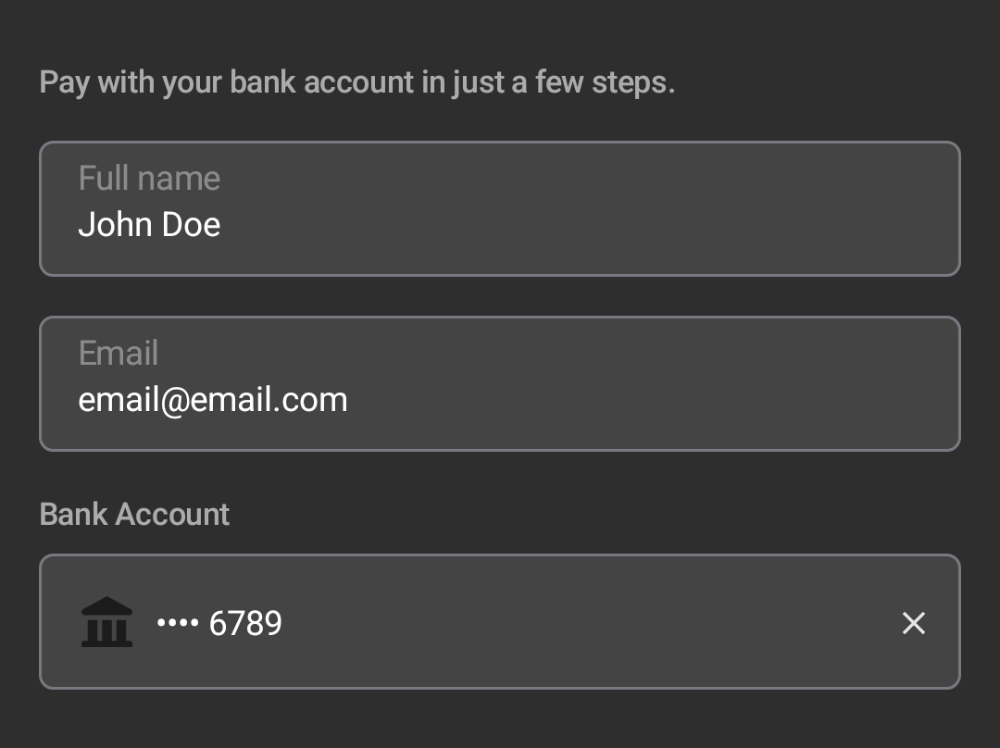 Pay with your bank account in just a few steps.
Full name
John Doe
Email
email@email.com
Bank Account
•••• 6789